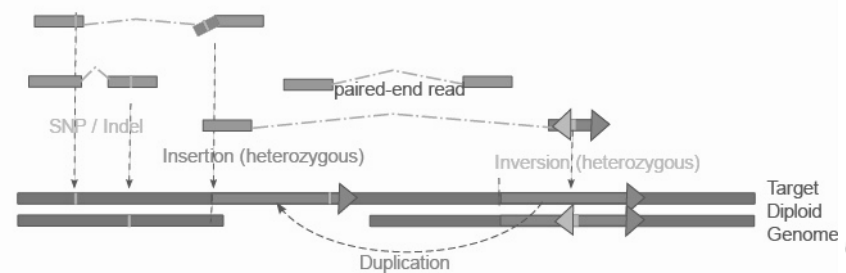 paired-end read
SNP / Indel
Insertion (heterozygous)
Inversion (heterozygous)
Target
Diploid
Genome
Duplication